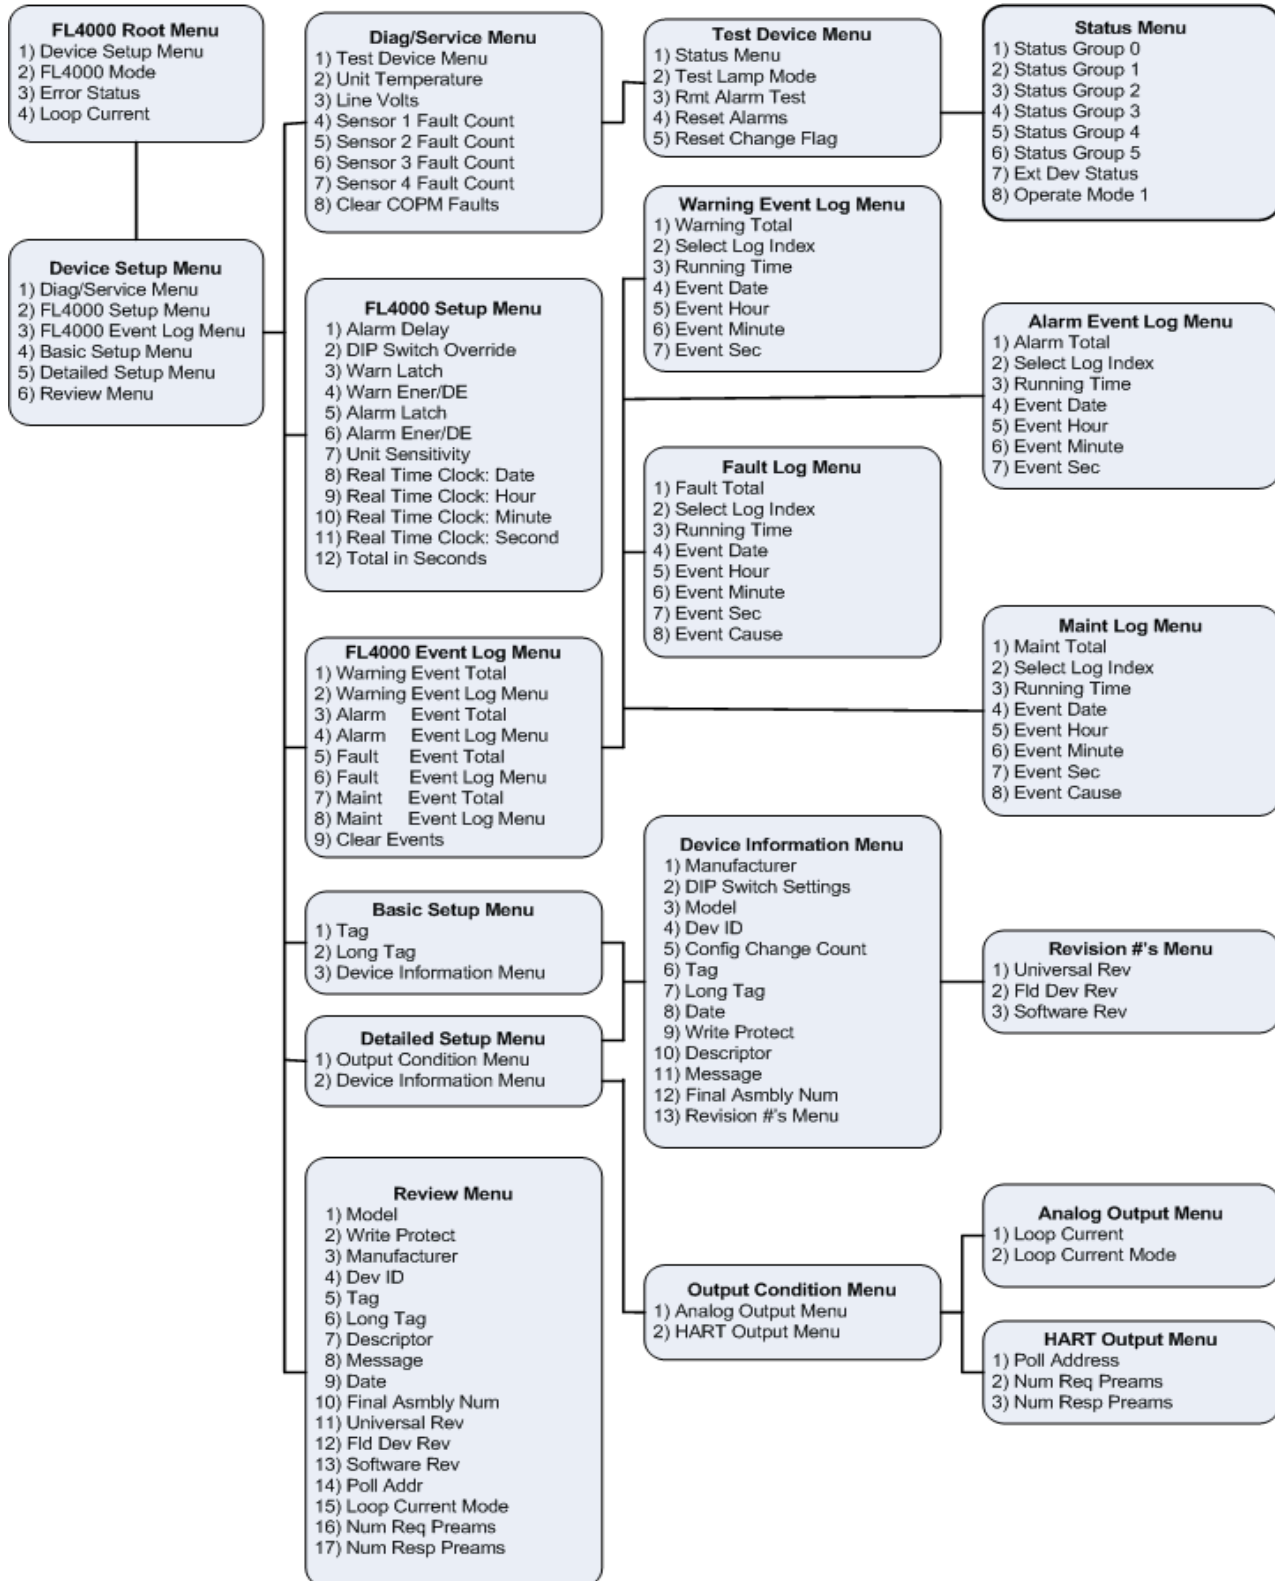 FL4000 Root Menu
1) Device Setup Menu
2) FL4000 Mode
3) Error Status
4) Loop Current
Device Setup Menu
1) Diag/Service Menu
2) FL4000 Setup Menu
3) FL4000 Event Log Menu
4) Basic Setup Menu
5) Detailed Setup Menu
6) Review Menu
Diag/Service Menu
1) Test Device Menu
2) Unit Temperature
3) Line Volts
4) Sensor 1 Fault Count
5) Sensor 2 Fault Count
6) Sensor 3 Fault Count
7) Sensor 4 Fault Count
8) Clear COPM Faults
FL4000 Setup Menu
1) Alarm Delay
2) DIP Switch Override
3) Warn Latch
4) Warn Ener/DE
5) Alarm Latch
6) Alarm Ener/DE
7) Unit Sensitivity
8) Real Time Clock: Date
9) Real Time Clock: Hour
10) Real Time Clock: Minute
11) Real Time Clock: Second
12) Total in Seconds
FL4000 Event Log Menu
1) Warning Event Total
2) Warning Event Log Menu
3) Alarm Event Total
4) Alarm Event Log Menu
5) Fault Event Total
6) Fault Event Log Menu
7) Maint Event Total
8) Maint Event Log Menu
9) Clear Events
Basic Setup Menu
1) Tag
2) Long Tag
3) Device Information Menu
Detailed Setup Menu
1) Output Condition Menu
2) Device Information Menu
Review Menu
1) Model
2) Write Protect
3) Manufacturer
4) Dev ID
5) Tag
6) Long Tag
7) Descriptor
8) Message
9) Date
10) Final Asmbly Num
11) Universal Rev
12) Fld Dev Rev
13) Software Rev
14) Poll Addr
15) Loop Current Mode
16) Num Req Preams
17) Num Resp Preams
Test Device Menu
1) Status Menu
2) Test Lamp Mode
3) Rmt Alarm Test
4) Reset Alarms
5) Reset Change Flag
Warning Event Log Menu
1) Warning Total
2) Select Log Index
3) Running Time
4) Event Date
5) Event Hour
6) Event Minute
7) Event Sec
Fault Log Menu
1) Fault Total
2) Select Log Index
3) Running Time
4) Event Date
5) Event Hour
6) Event Minute
7) Event Sec
8) Event Cause
Device Information Menu
1) Manufacturer
2) DIP Switch Settings
3) Model
4) Dev ID
5) Config Change Count
6) Tag
7) Long Tag
8) Date
9) Write Protect
10) Descriptor
11) Message
12) Final Asmbly Num
13) Revision #'s Menu
Output Condition Menu
1) Analog Output Menu
2) HART Output Menu
Status Menu
1) Status Group 0
2) Status Group 1
3) Status Group 2
4) Status Group 3
5) Status Group 4
6) Status Group 5
7) Ext Dev Status
8) Operate Mode 1
Alarm Event Log Menu
1) Alarm Total
2) Select Log Index
3) Running Time
4) Event Date
5) Event Hour
6) Event Minute
7) Event Sec
Maint Log Menu
1) Maint Total
2) Select Log Index
3) Running Time
4) Event Date
5) Event Hour
6) Event Minute
7) Event Sec
8) Event Cause
Revision #'s Menu
1) Universal Rev
2) Fld Dev Rev
3) Software Rev
Analog Output Menu
1) Loop Current
2) Loop Current Mode
HART Output Menu
1) Poll Address
2) Num Req Preams
3) Num Resp Preams